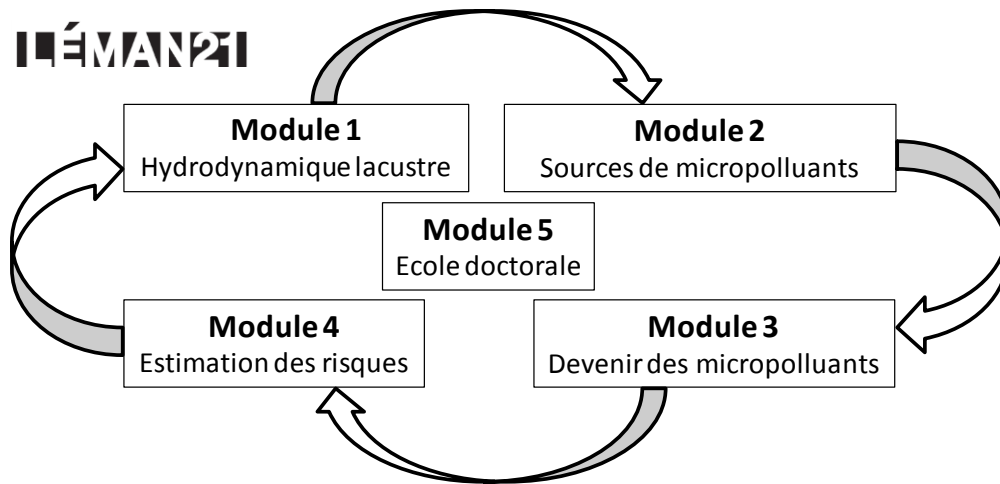 LÉMAN21
Module 1
Hydrodynamique lacustre
Module 2
Sources de micropolluants
Module 5
Ecole doctorale
Module 4
Estimation des risques
Module 3
Devenir des micropolluants